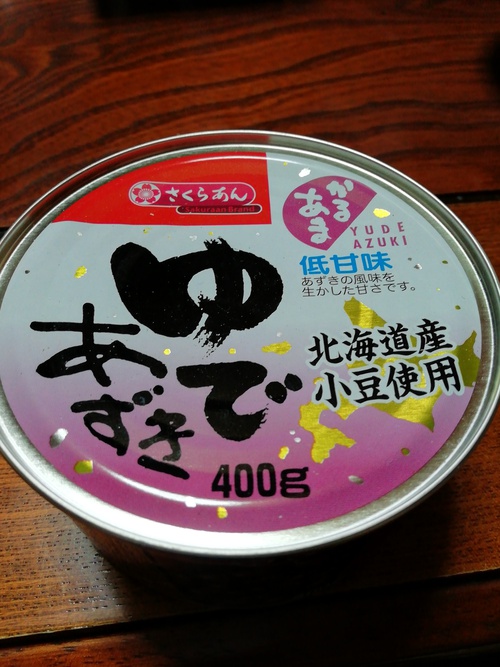 さくらあん
Sakuraan Brand
かる
あま
YUDE
AZUKI
低甘味
あずきの風味を
生かした甘さです。
ゆで
あずき
北海道産
小豆使用
400g